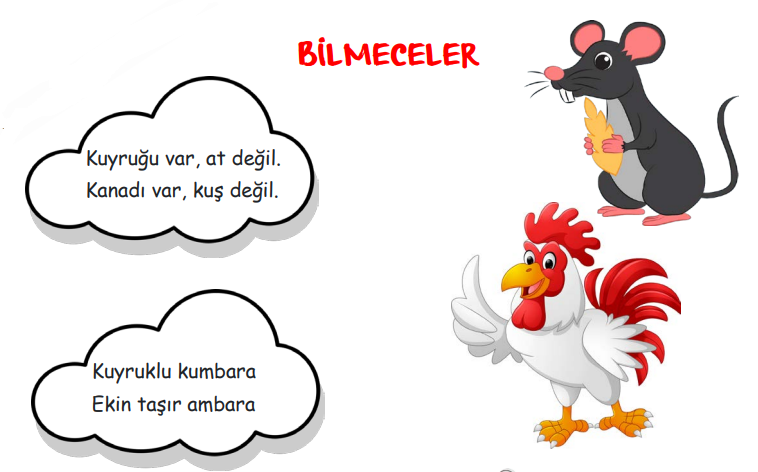 BİLMECELER
Kuyruğu var, at değil.
Kanadı var, kuş değil.
Kuyruklu kumbara
Ekin taşır ambara